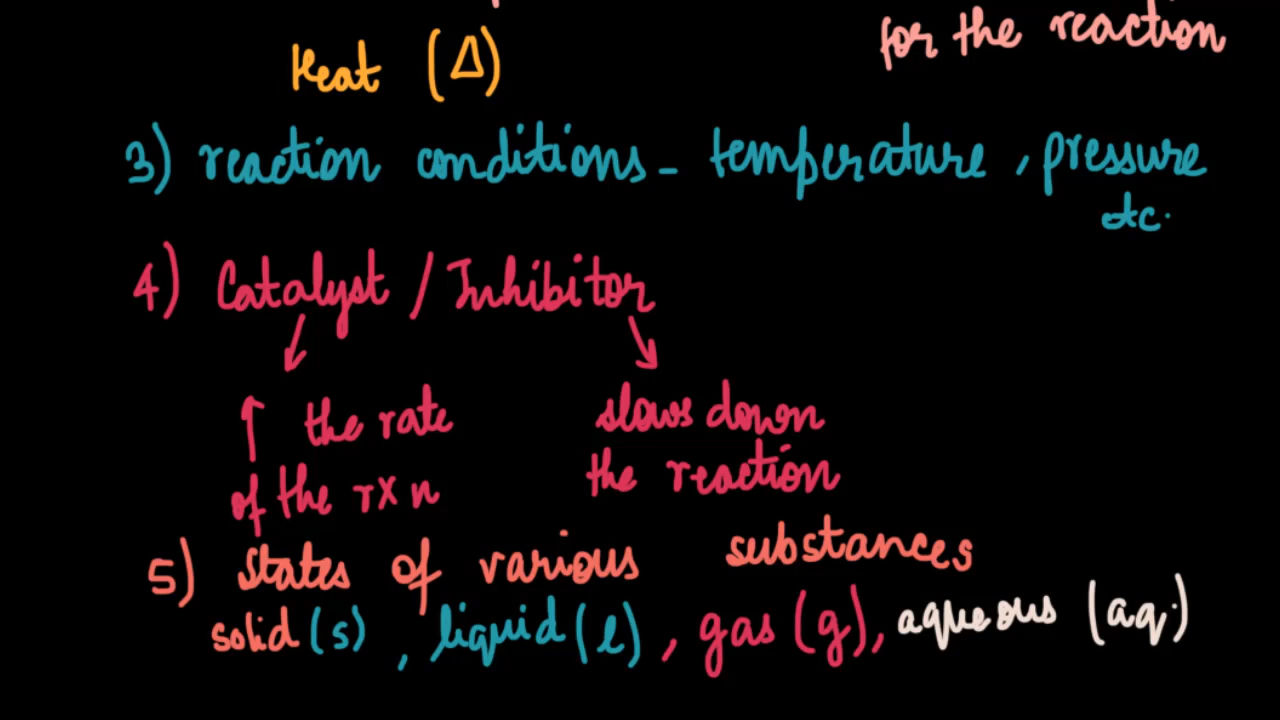 for the reaction
Heat (Δ)
3) reaction conditions - temperature, pressure
etc.
4) Catalyst / Inhibitor
↑ the rate
of the rxn
slows down
the reaction
5) states of various substances
solid (s), liquid (l), gas (g), aqueous (aq.)